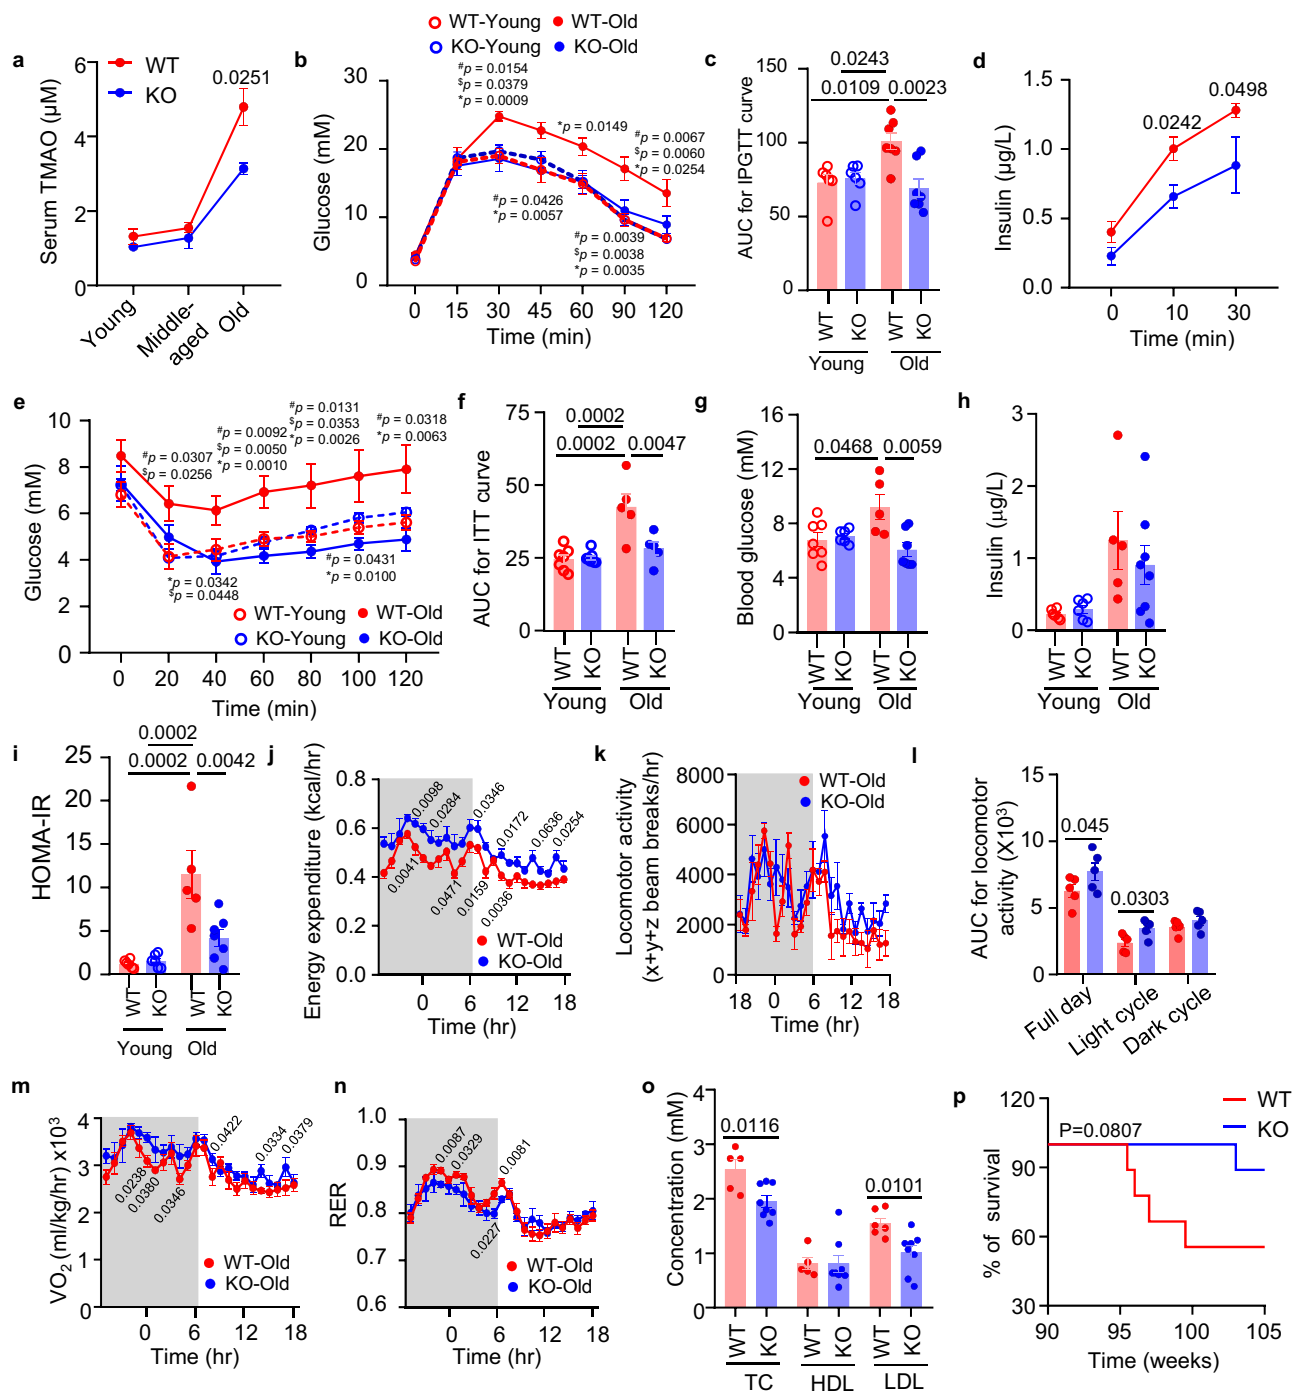 a
WT
KO
0.0251
Serum TMAO (µM)
6
4
2
0
Young
Middle-
aged
Old
b
WT-Young
WT-Old
KO-Young
KO-Old
Glucose (mM)
30
20
10
0
#p = 0.0154
$p = 0.0379
*p = 0.0009
*p = 0.0149
#p = 0.0067
$p = 0.0060
*p = 0.0254
#p = 0.0426
*p = 0.0057
#p = 0.0039
$p = 0.0038
*p = 0.0035
0 15 30 45 60 90 120
Time (min)
c
AUC for IPGTT curve
150
100
50
0
0.0243
0.0109
0.0023
WT KO WT KO
Young Old
d
Insulin (µg/L)
1.5
1.0
0.5
0.0
0.0242
0.0498
0 10 30
Time (min)
e
Glucose (mM)
10
8
6
4
2
0
#p = 0.0307
$p = 0.0256
#p = 0.0092
$p = 0.0050
*p = 0.0010
#p = 0.0131
$p = 0.0353
*p = 0.0026
#p = 0.0318
*p = 0.0063
*p = 0.0342
$p = 0.0448
#p = 0.0431
*p = 0.0100
WT-Young
WT-Old
KO-Young
KO-Old
0 20 40 60 80 100 120
Time (min)
f
AUC for ITT curve
75
50
25
0
0.0002
0.0002
0.0047
WT KO WT KO
Young Old
g
Blood glucose (mM)
16
12
8
4
0
0.0468
0.0059
WT KO WT KO
Young Old
h
Insulin (µg/L)
3
2
1
0
WT KO WT KO
Young Old
i
HOMA-IR
25
20
15
10
5
0
0.0002
0.0002
0.0042
WT KO WT KO
Young Old
j
Energy expenditure (kcal/hr)
0.8
0.6
0.4
0.2
0.0
0.0098
0.0284
0.0346
0.0172
0.0636
0.0254
0.0041
0.0471
0.0159
0.0036
WT-Old
KO-Old
0 6 12 18
Time (hr)
k
Locomotor activity
(x+y+z beam breaks/hr)
8000
6000
4000
2000
0
WT-Old
KO-Old
18 0 6 12 18
Time (hr)
l
AUC for locomotor
activity (X10³)
15
10
5
0
0.045
0.0303
Full day
Light cycle
Dark cycle
m
VO₂ (ml/kg/hr) x10³
4
3
2
1
0
0.0238
0.0380
0.0346
0.0422
0.0334
0.0379
WT-Old
KO-Old
0 6 12 18
Time (hr)
n
RER
1.0
0.9
0.8
0.7
0.6
0.0087
0.0329
0.0081
0.0227
WT-Old
KO-Old
0 6 12 18
Time (hr)
o
Concentration (mM)
4
3
2
1
0
0.0116
0.0101
WT KO WT KO WT KO
TC HDL LDL
p
% of survival
120
90
60
30
P=0.0807
WT
KO
90 95 100 105
Time (weeks)